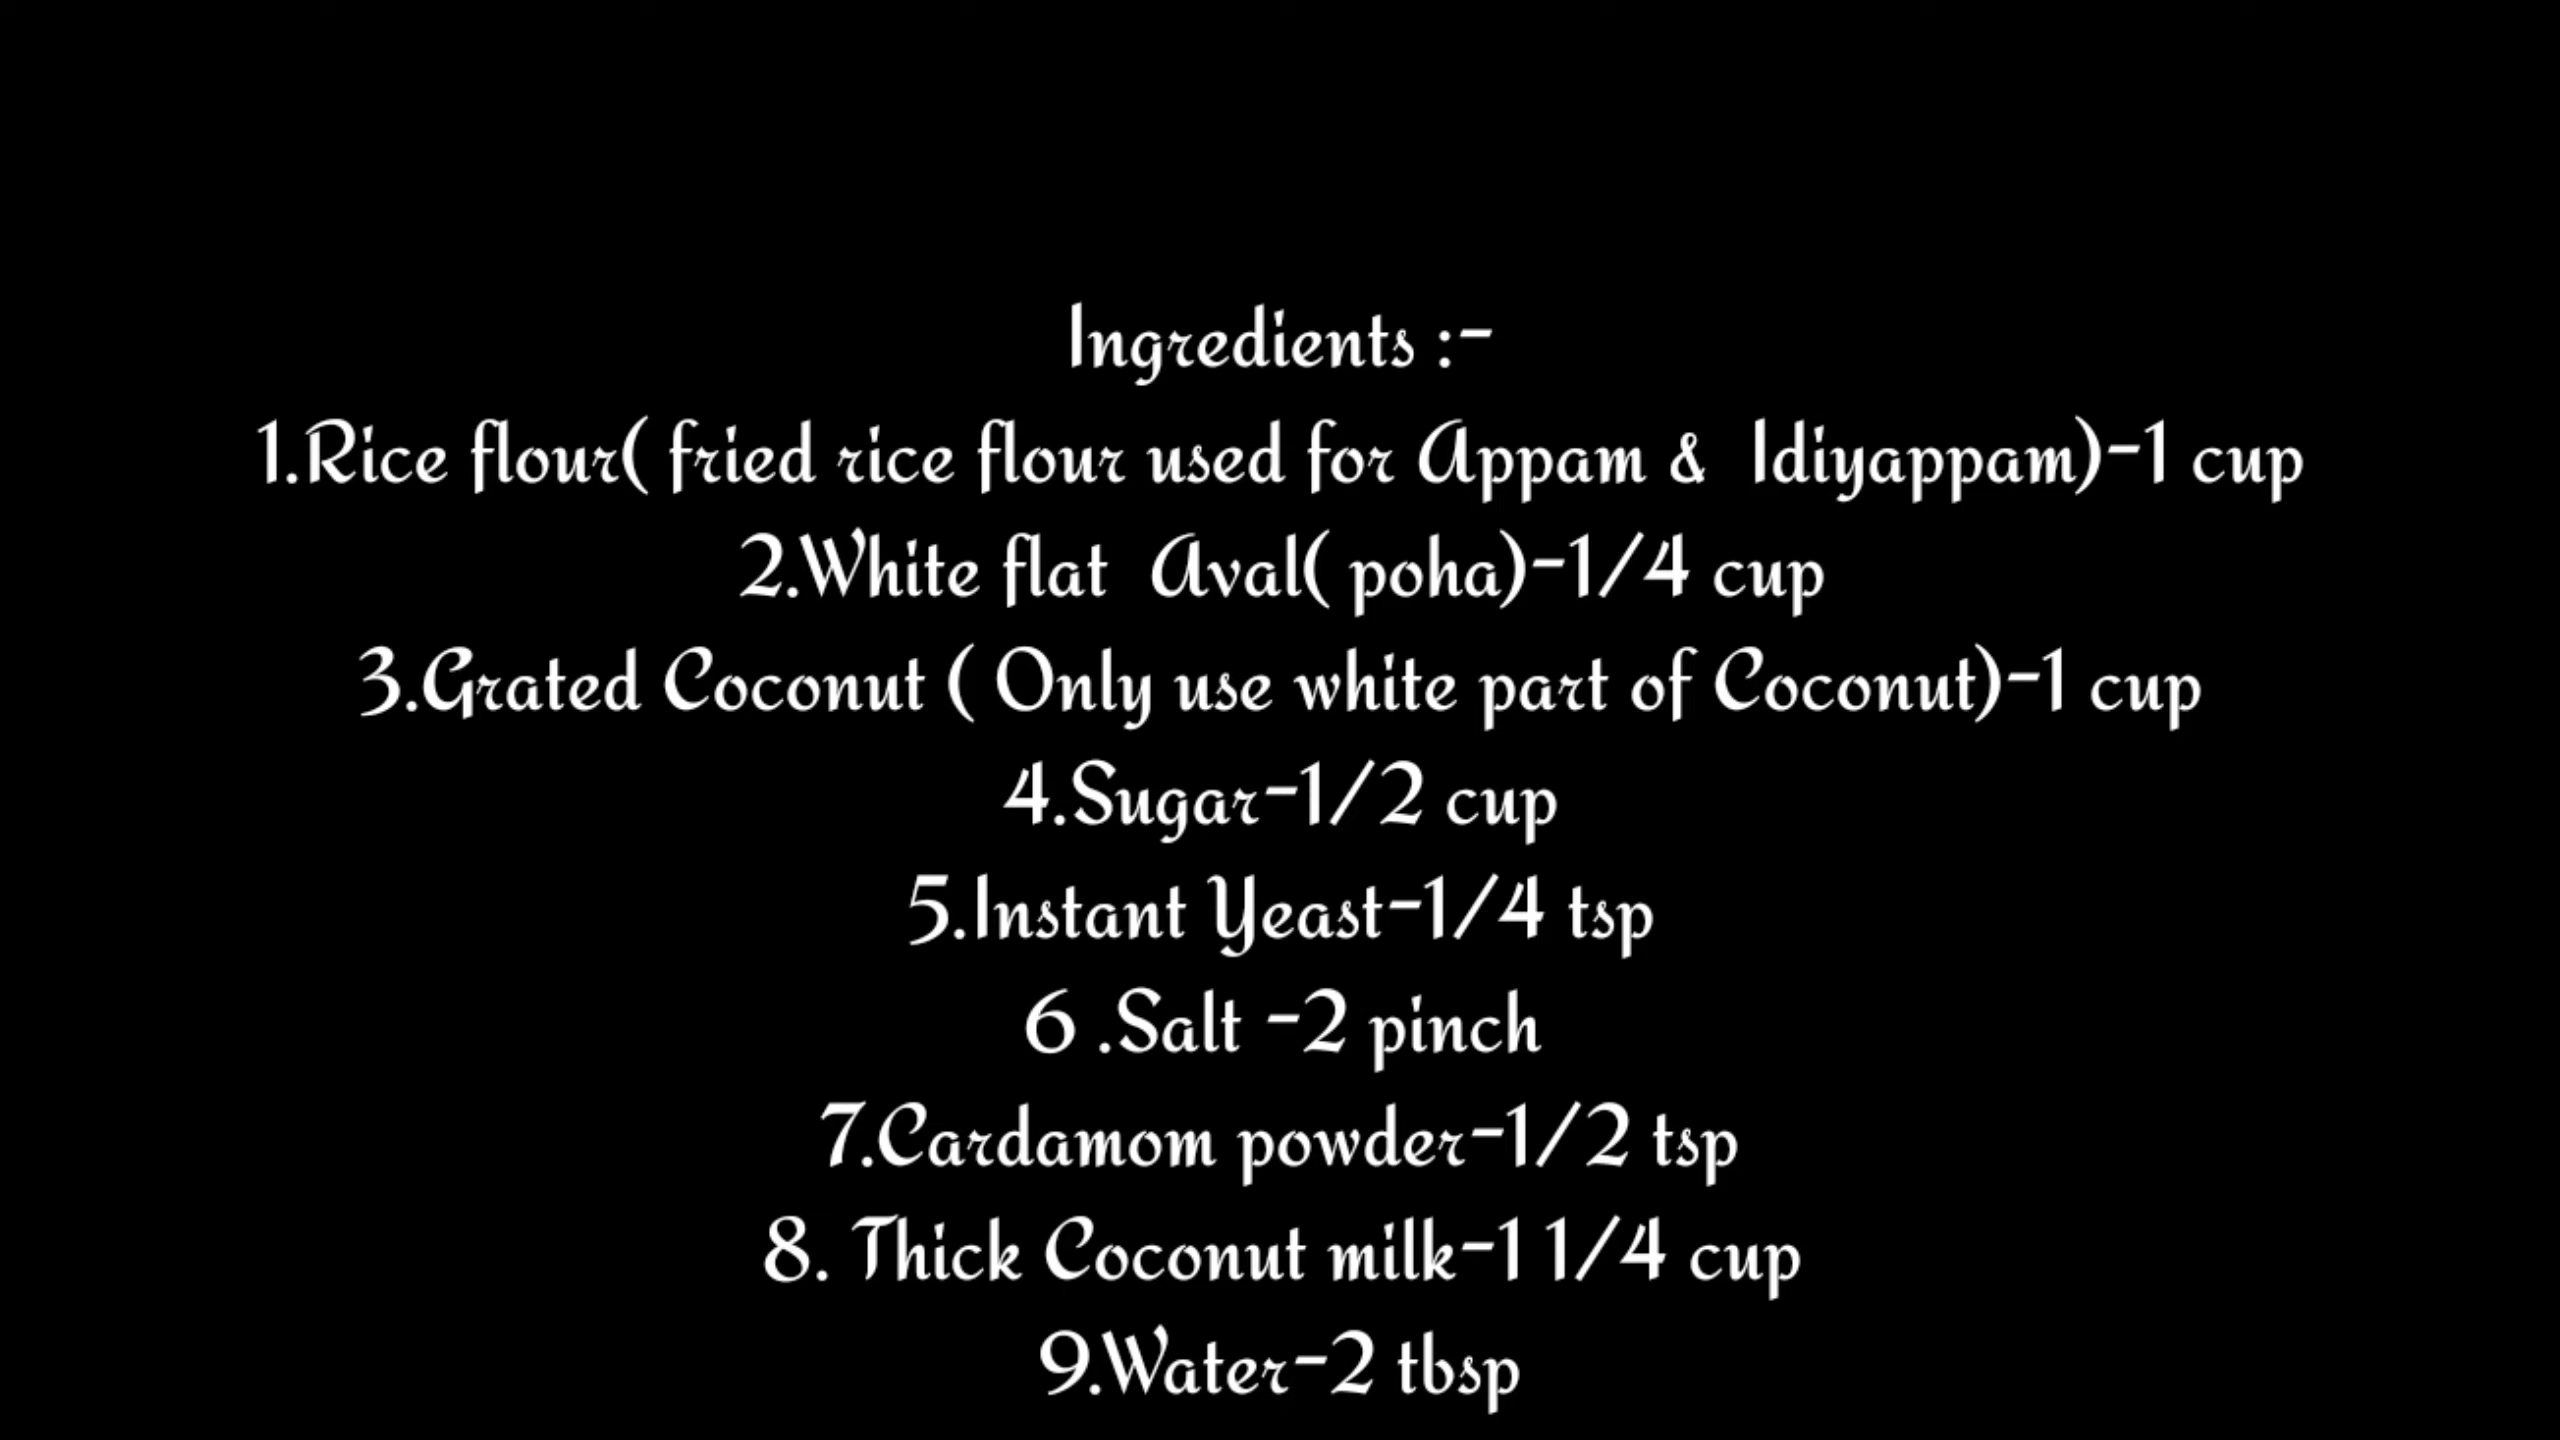 Ingredients :-
1.Rice flour( fried rice flour used for Appam &  Idiyappam)-1 cup
2.White flat  Aval( poha)-1/4 cup
3.Grated Coconut ( Only use white part of Coconut)-1 cup
4.Sugar-1/2 cup
5.Instant Yeast-1/4 tsp
6 .Salt -2 pinch
7.Cardamom powder-1/2 tsp
8. Thick Coconut milk-1 1/4 cup
9.Water-2 tbsp